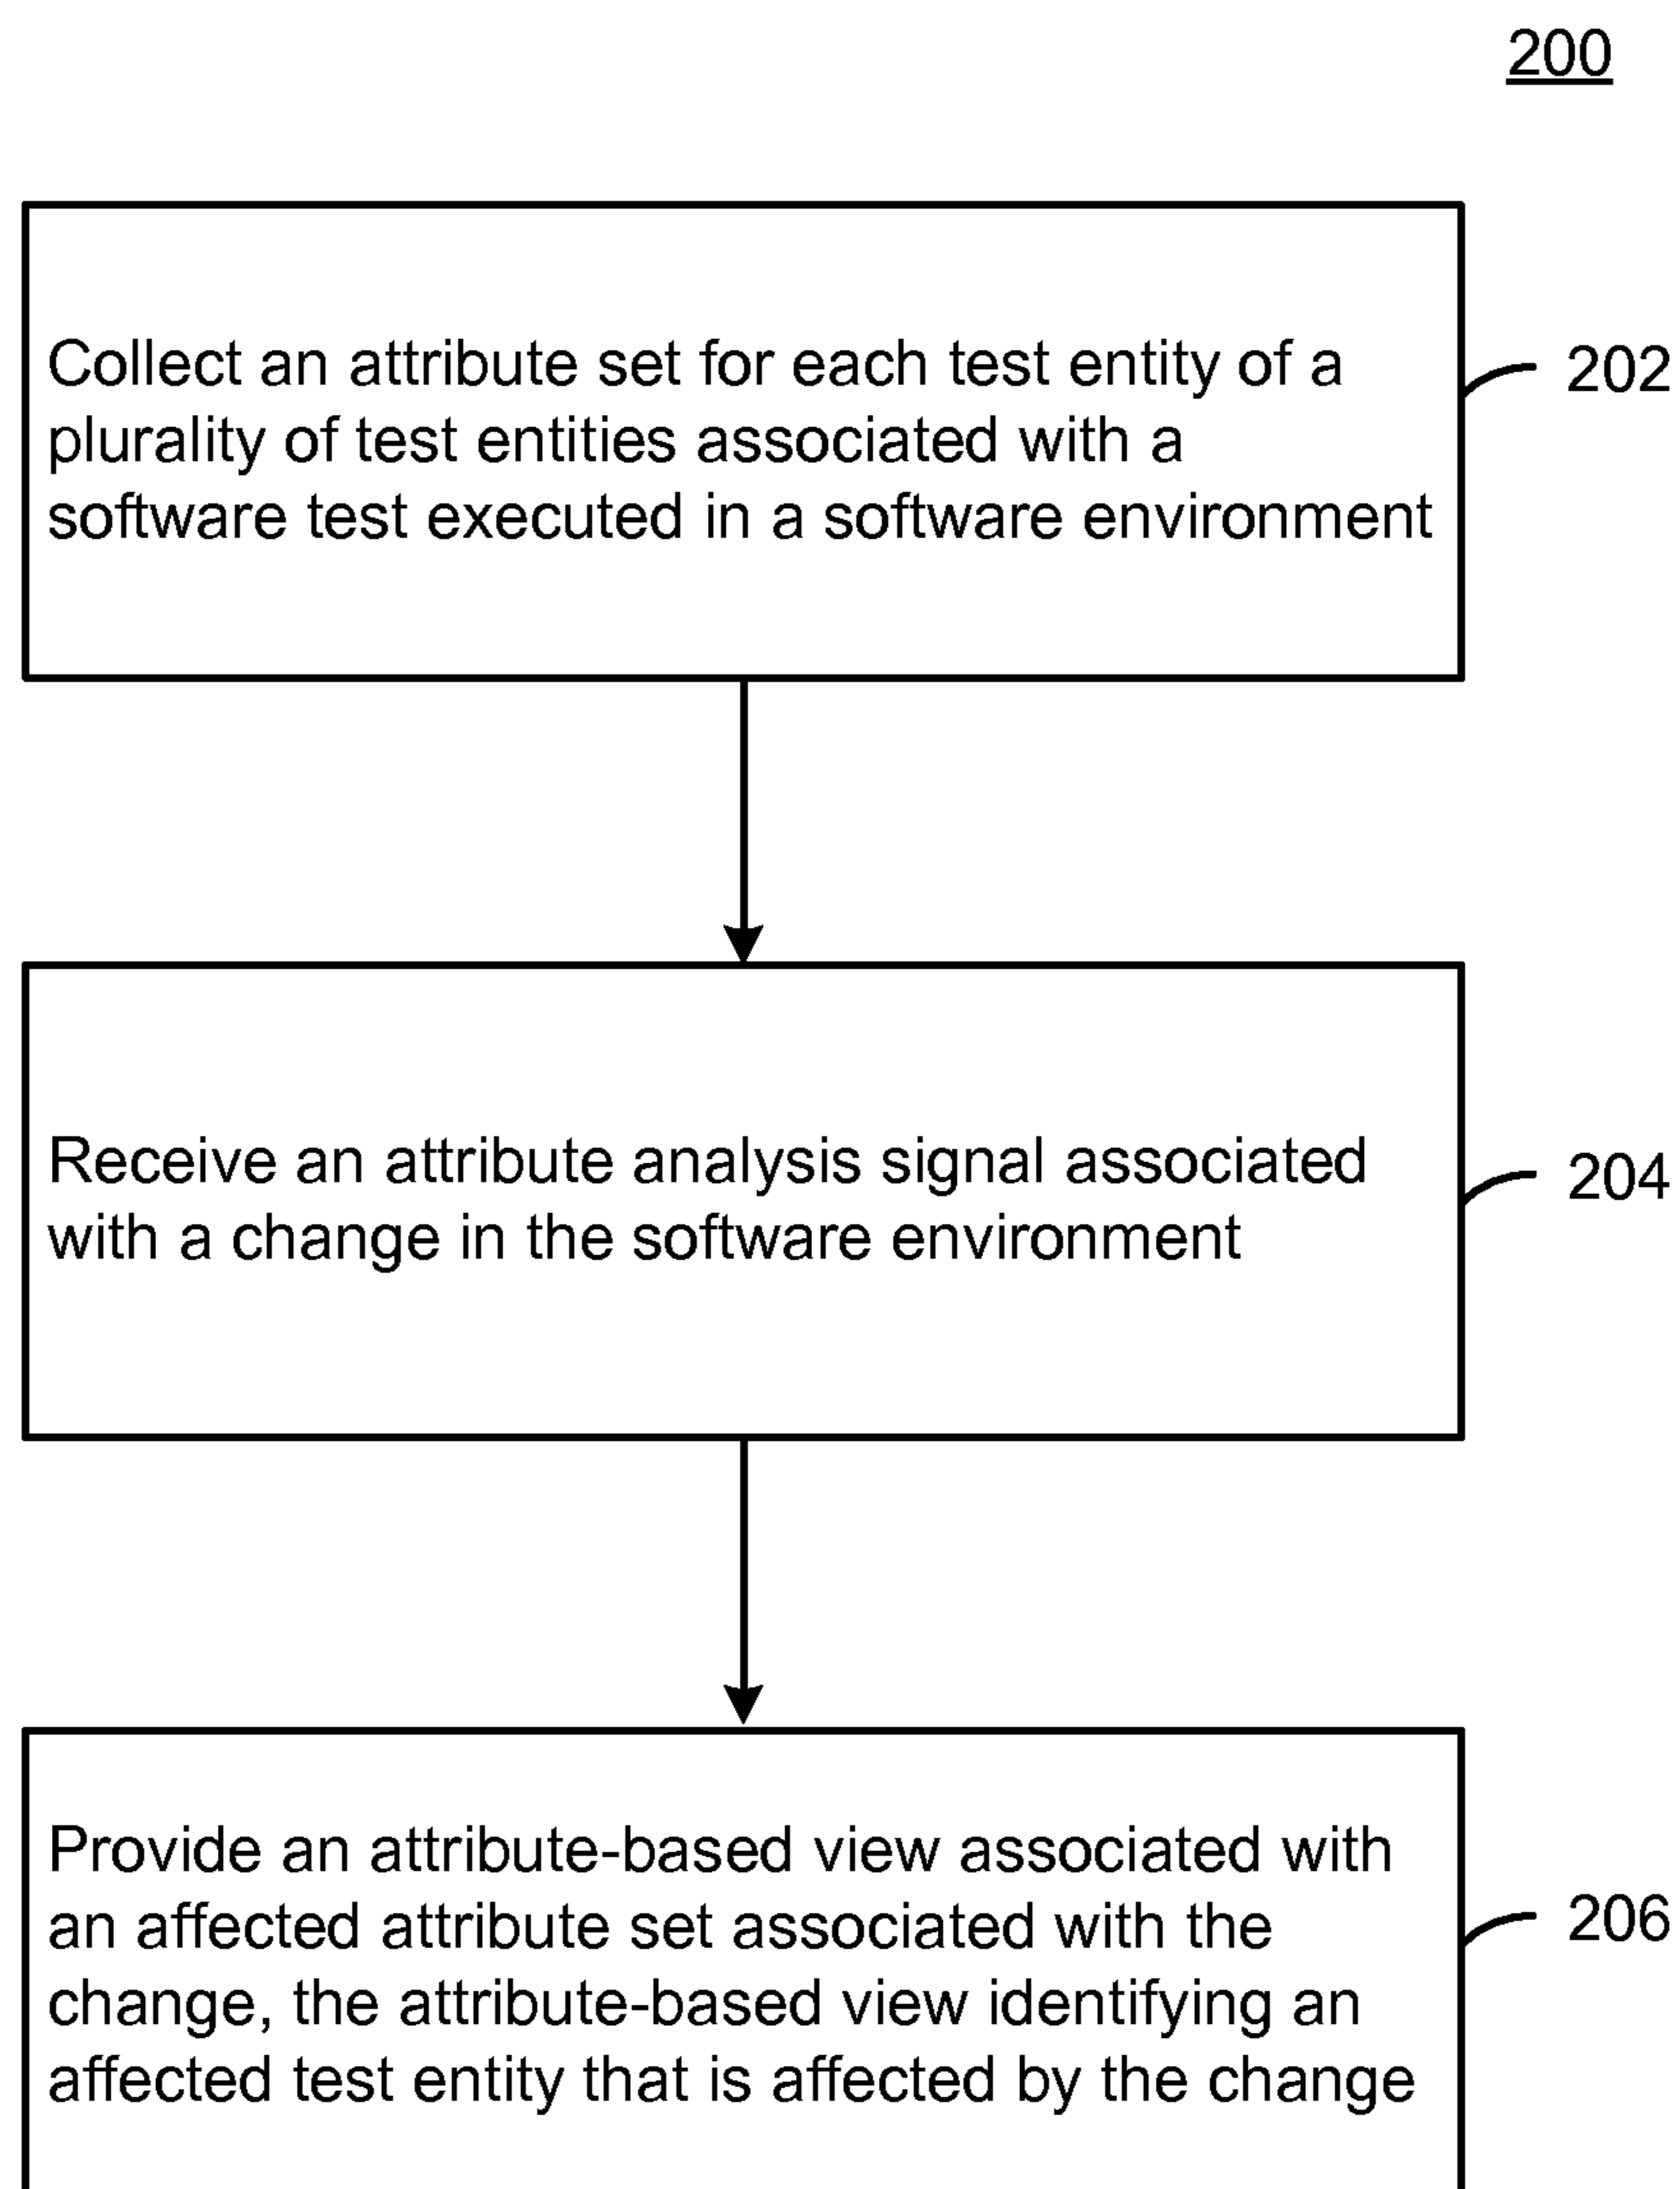 200
Collect an attribute set for each test entity of a
plurality of test entities associated with a
software test executed in a software environment
202
Receive an attribute analysis signal associated
with a change in the software environment
204
Provide an attribute-based view associated with
an affected attribute set associated with the
change, the attribute-based view identifying an
affected test entity that is affected by the change
206